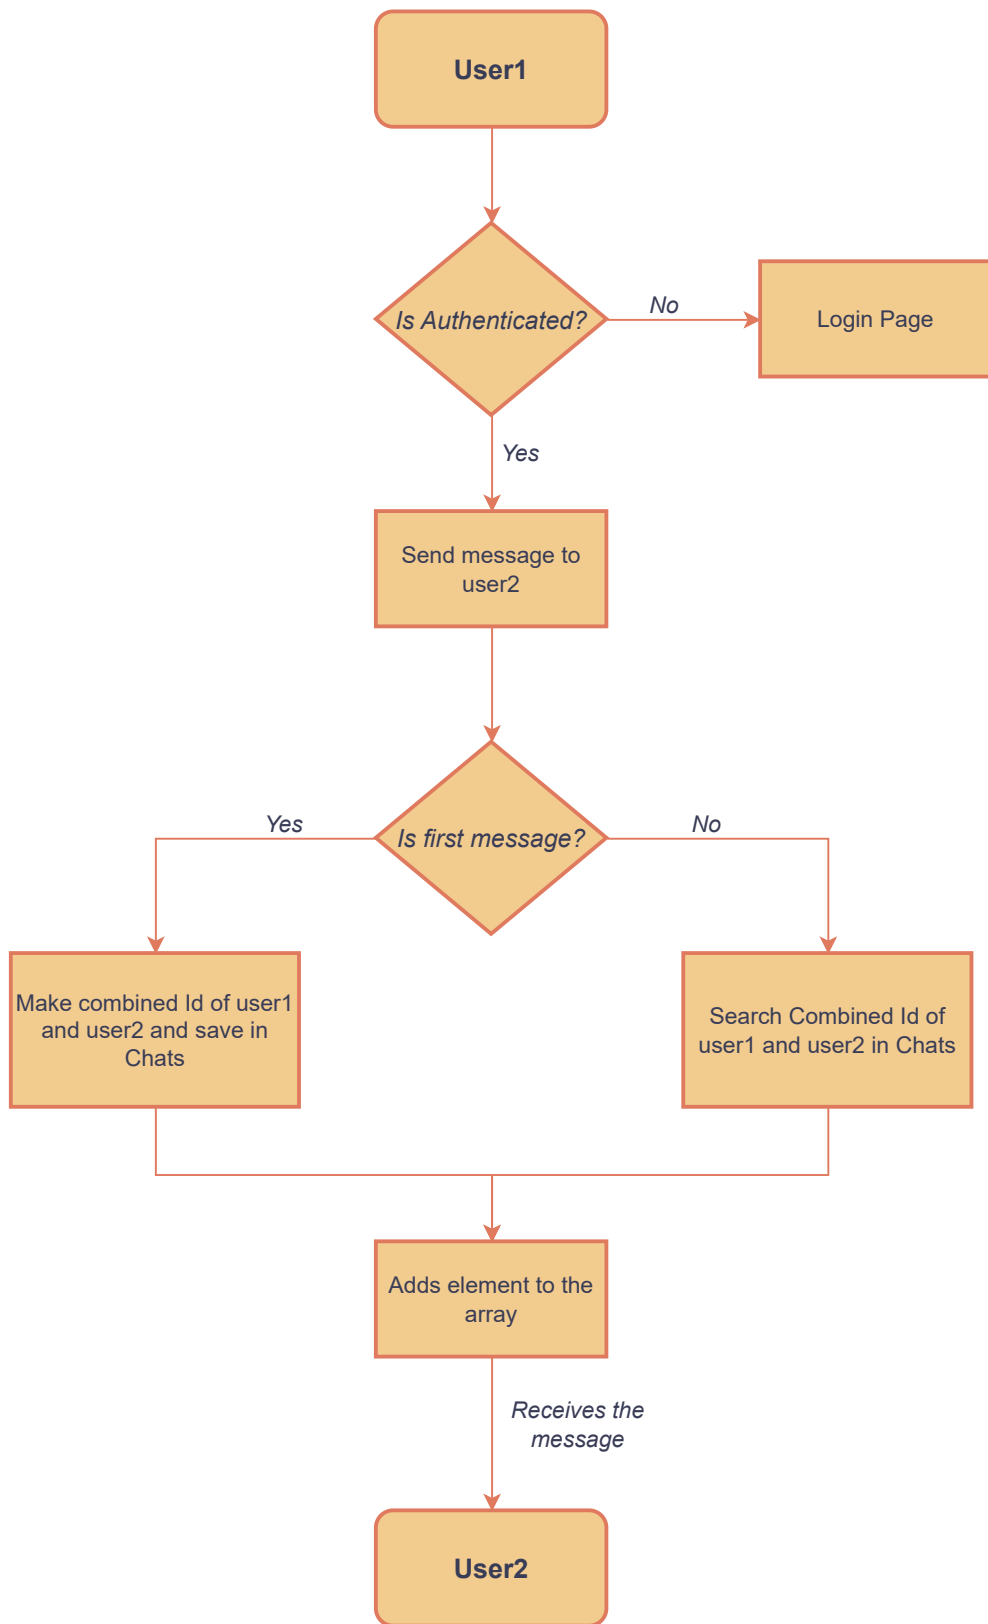 User1
Is Authenticated?
No
Login Page
Yes
Send message to
user2
Yes
Is first message?
No
Make combined Id of user1
and user2 and save in
Chats
Search Combined Id of
user1 and user2 in Chats
Adds element to the
array
Receives the
message
User2